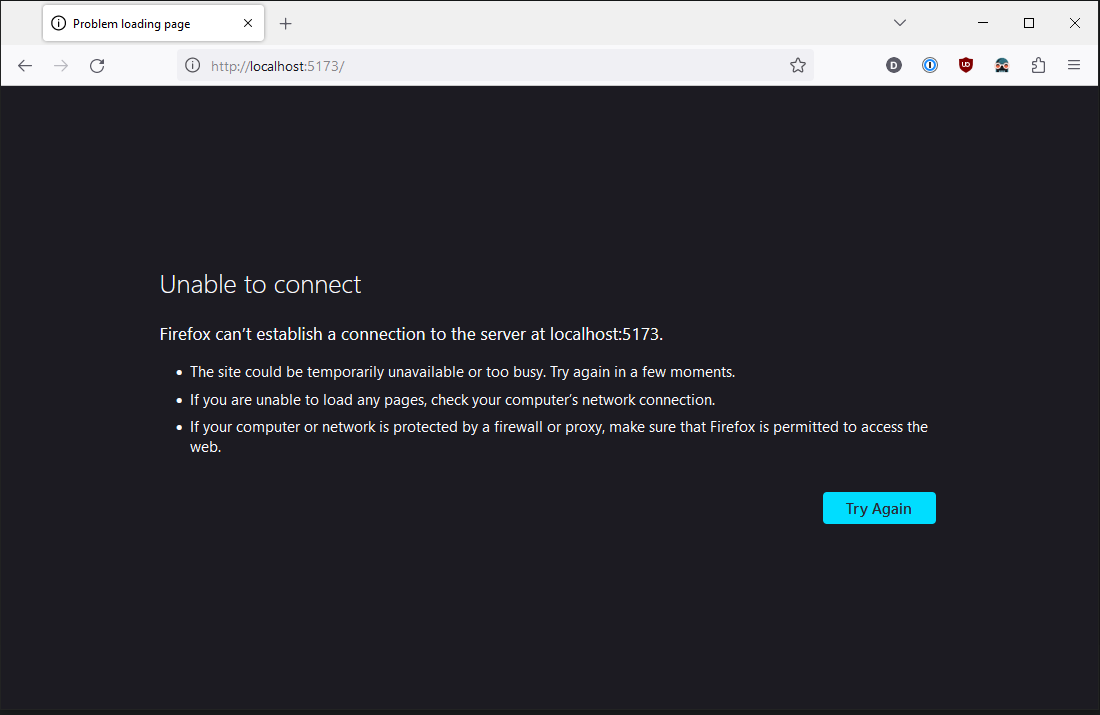 Problem loading page
http://localhost:5173/
D
Unable to connect
Firefox can’t establish a connection to the server at localhost:5173.
• The site could be temporarily unavailable or too busy. Try again in a few moments.
• If you are unable to load any pages, check your computer’s network connection.
• If your computer or network is protected by a firewall or proxy, make sure that Firefox is permitted to access the
web.
Try Again